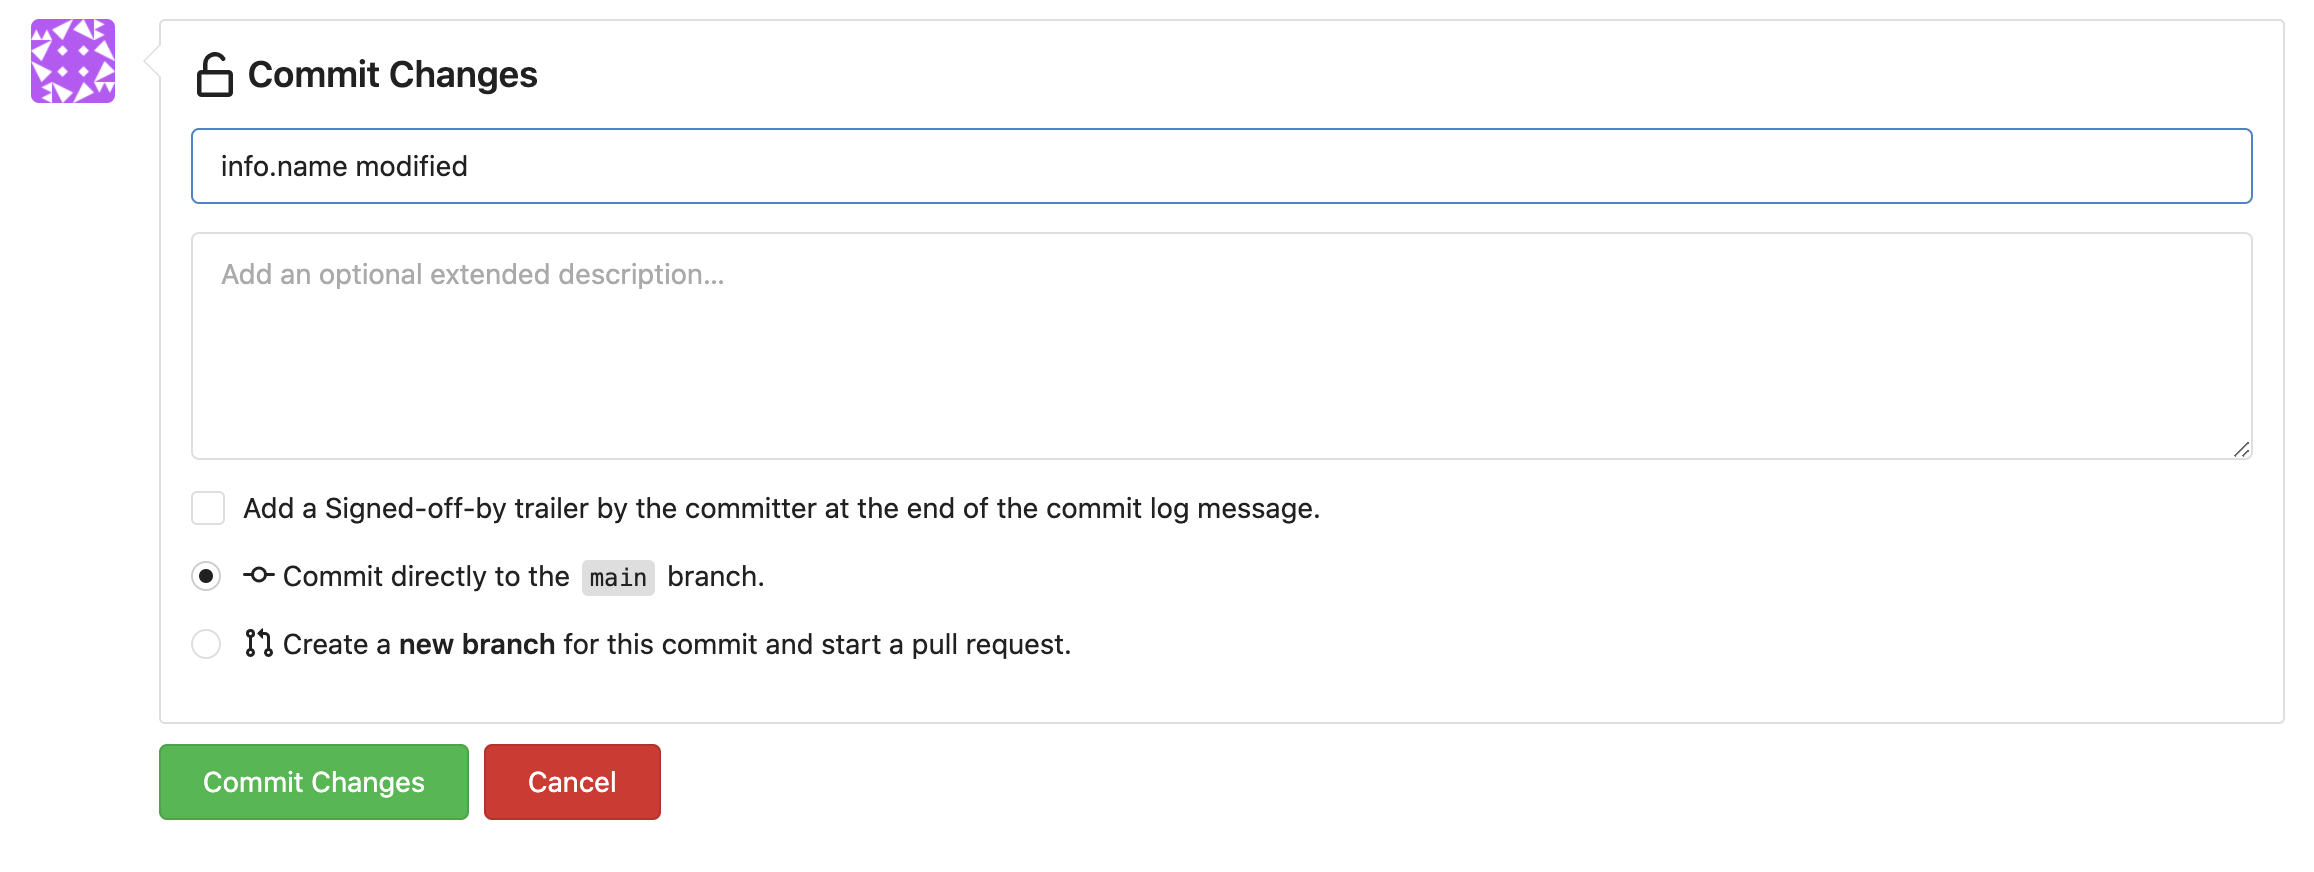 Commit Changes
info.name modified
Add an optional extended description...
Add a Signed-off-by trailer by the committer at the end of the commit log message.
Commit directly to the main branch.
Create a new branch for this commit and start a pull request.
Commit Changes
Cancel